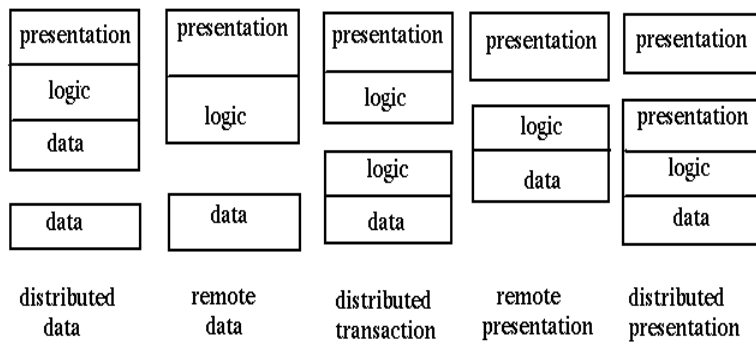 presentation
logic
data
data
distributed
data
presentation
logic
data
remote
data
presentation
logic
logic
data
distributed
transaction
presentation
logic
data
remote
presentation
presentation
presentation
logic
data
distributed
presentation